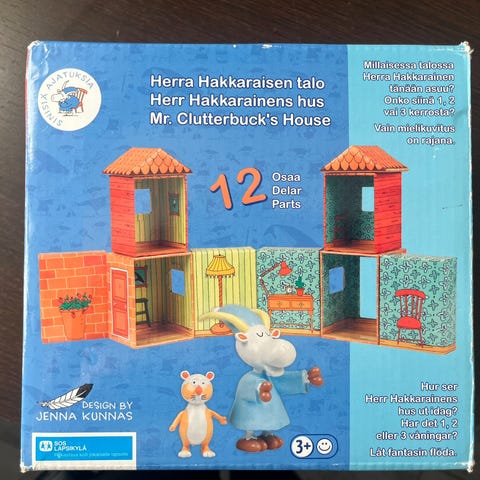 SINISIÄ AJATUKSIA
Herra Hakkaraisen talo
Herr Hakkarainens hus
Mr. Clutterbuck's House
Millaisessa talossa
Herra Hakkarainen
tänään asuu?
Onko siinä 1, 2
vai 3 kerrosta?
Vain mielikuvitus
on rajana.
12 Osaa
Delar
Parts
DESIGN BY
JENNA KUNNAS
SOS
LAPSIKYLÄ
3+
Hur ser
Herr Hakkarainens
hus ut idag?
Har det 1, 2
eller 3 våningar?
Låt fantasin floda.